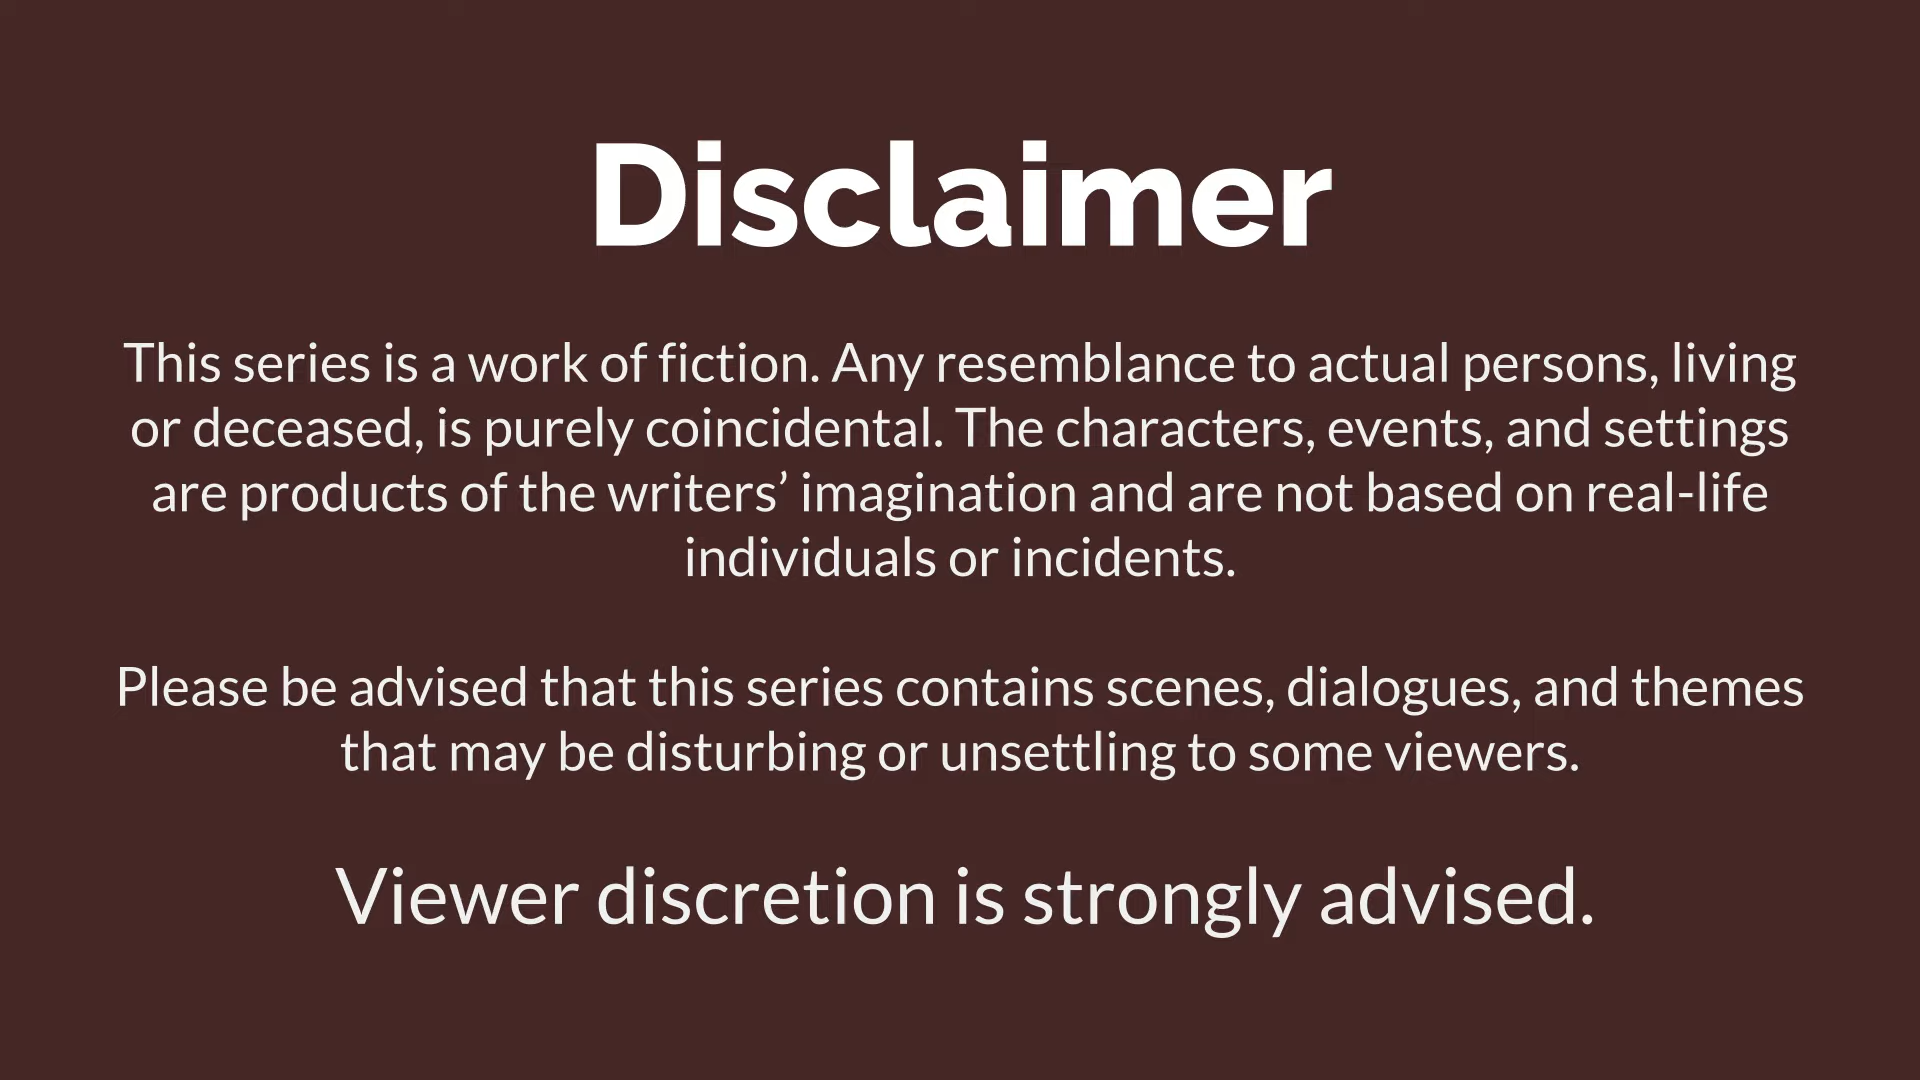 Disclaimer
This series is a work of fiction. Any resemblance to actual persons, living
or deceased, is purely coincidental. The characters, events, and settings
are products of the writers’ imagination and are not based on real-life
individuals or incidents.
Please be advised that this series contains scenes, dialogues, and themes
that may be disturbing or unsettling to some viewers.
Viewer discretion is strongly advised.